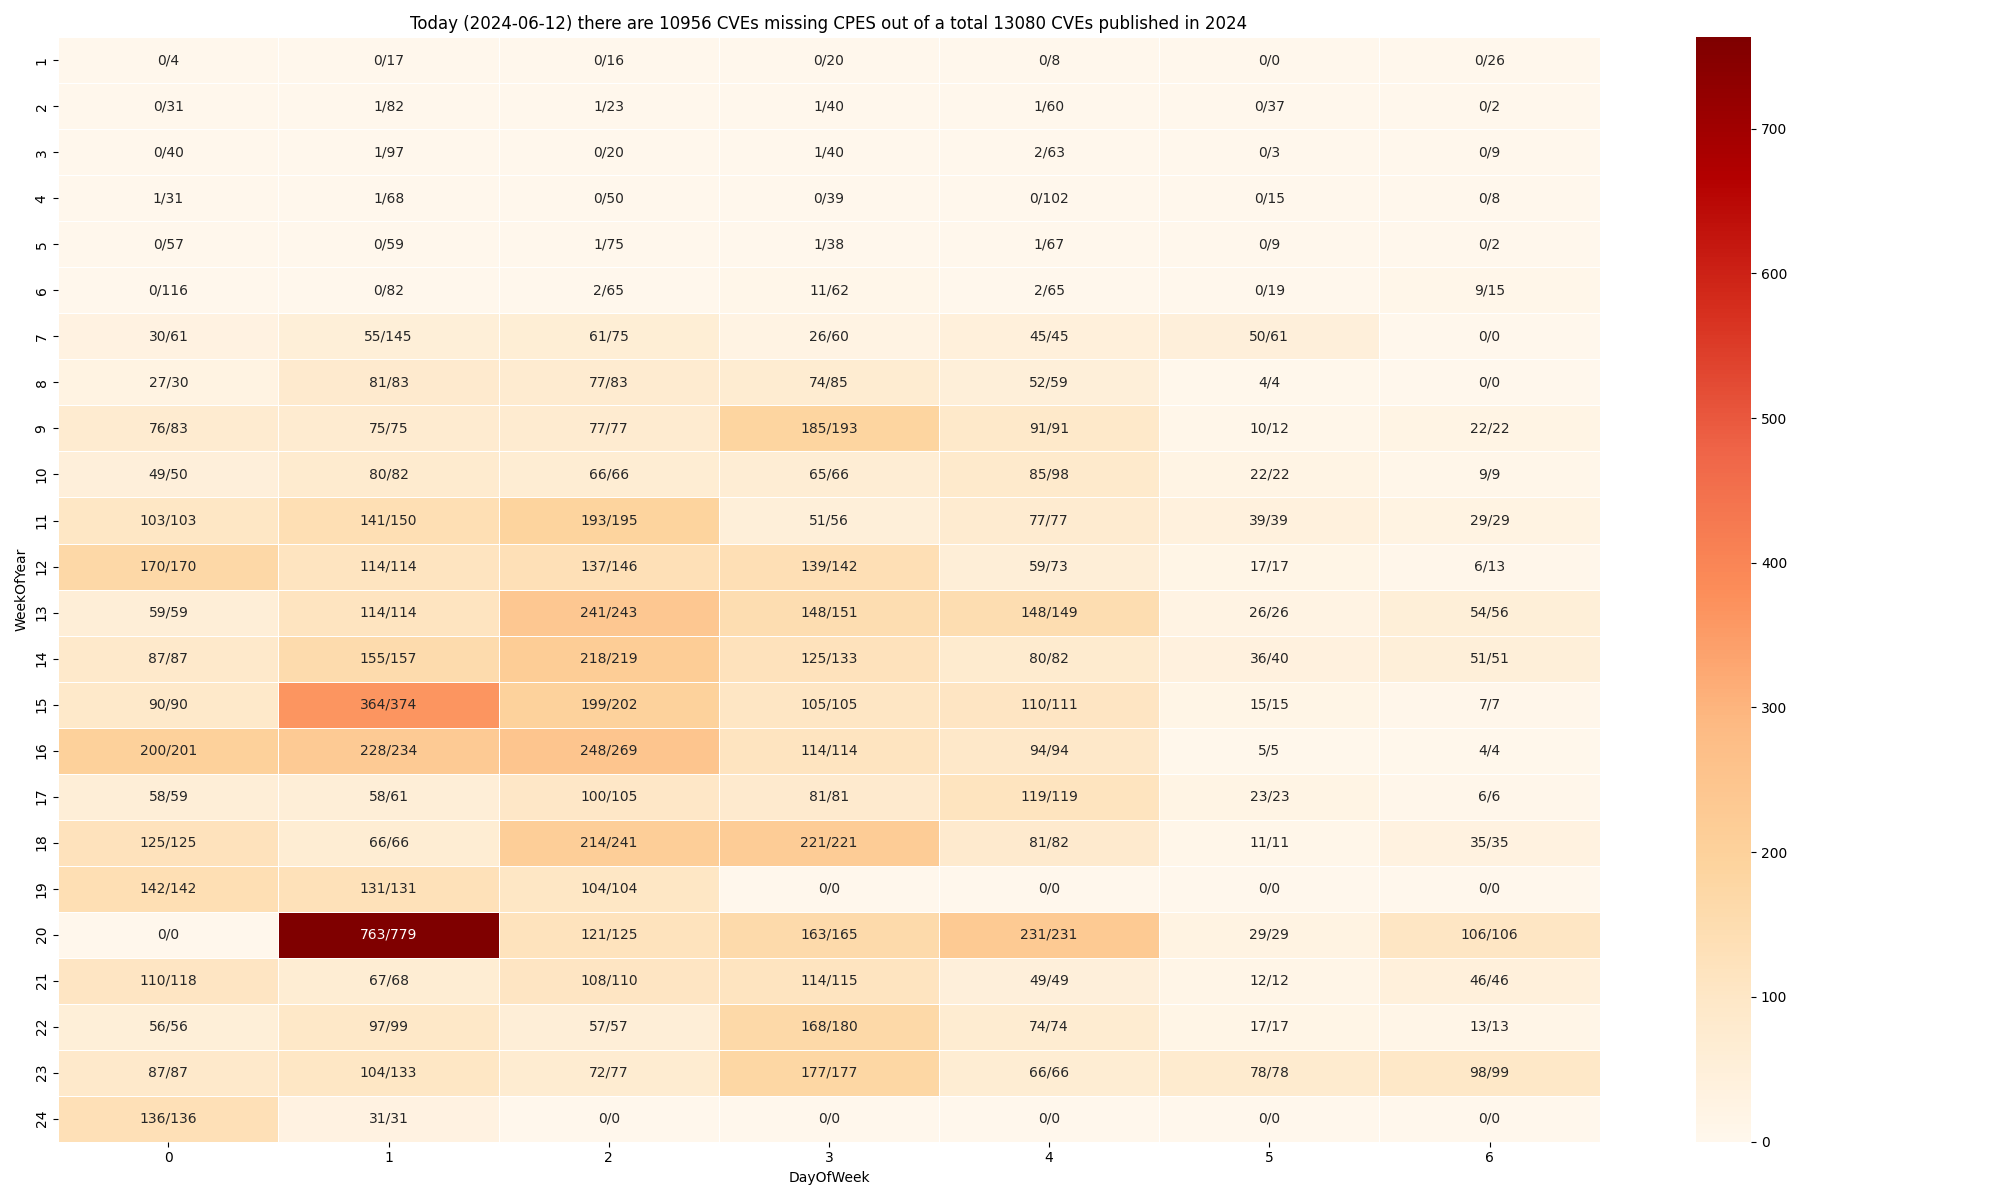 Today (2024-06-12) there are 10956 CVEs missing CPES out of a total 13080 CVEs published in 2024
1 0/4 0/17 0/16 0/20 0/8 0/0 0/26
2 0/31 1/82 1/23 1/40 1/60 0/37 0/2
700
3 0/40 1/97 0/20 1/40 2/63 0/3 0/9
4 1/31 1/68 0/50 0/39 0/102 0/15 0/8
5 0/57 0/59 1/75 1/38 1/67 0/9 0/2
600
6 0/116 0/82 2/65 11/62 2/65 0/19 9/15
7 30/61 55/145 61/75 26/60 45/45 50/61 0/0
8 27/30 81/83 77/83 74/85 52/59 4/4 0/0
500
9 76/83 75/75 77/77 185/193 91/91 10/12 22/22
10 49/50 80/82 66/66 65/66 85/98 22/22 9/9
11 103/103 141/150 193/195 51/56 77/77 39/39 29/29
400
12 170/170 114/114 137/146 139/142 59/73 17/17 6/13
WeekOfYear
13 59/59 114/114 241/243 148/151 148/149 26/26 54/56
14 87/87 155/157 218/219 125/133 80/82 36/40 51/51
300
15 90/90 364/374 199/202 105/105 110/111 15/15 7/7
16 200/201 228/234 248/269 114/114 94/94 5/5 4/4
17 58/59 58/61 100/105 81/81 119/119 23/23 6/6
18 125/125 66/66 214/241 221/221 81/82 11/11 35/35
200
19 142/142 131/131 104/104 0/0 0/0 0/0 0/0
20 0/0 763/779 121/125 163/165 231/231 29/29 106/106
21 110/118 67/68 108/110 114/115 49/49 12/12 46/46
100
22 56/56 97/99 57/57 168/180 74/74 17/17 13/13
23 87/87 104/133 72/77 177/177 66/66 78/78 98/99
24 136/136 31/31 0/0 0/0 0/0 0/0 0/0
0
0 1 2 3 4 5 6
DayOfWeek